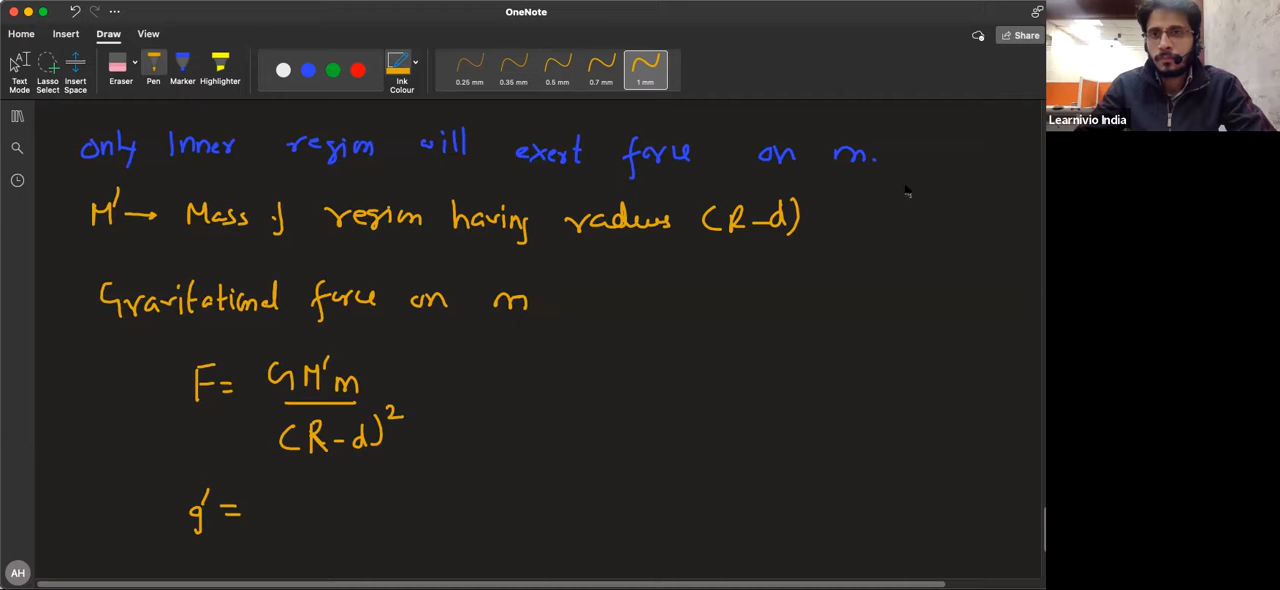 OneNote
Home Insert Draw View
Share
Text Mode
Lasso Select
Insert Space
Eraser
Pen
Marker
Highlighter
Ink Colour
0.25 mm
0.35 mm
0.5 mm
0.7 mm
1 mm
Learnivio India
only Inner region will exert force on m.
M' → Mass of region having radius (R-d)
Gravitational force on m
F = GM'm
(R-d)²
g' =
AH